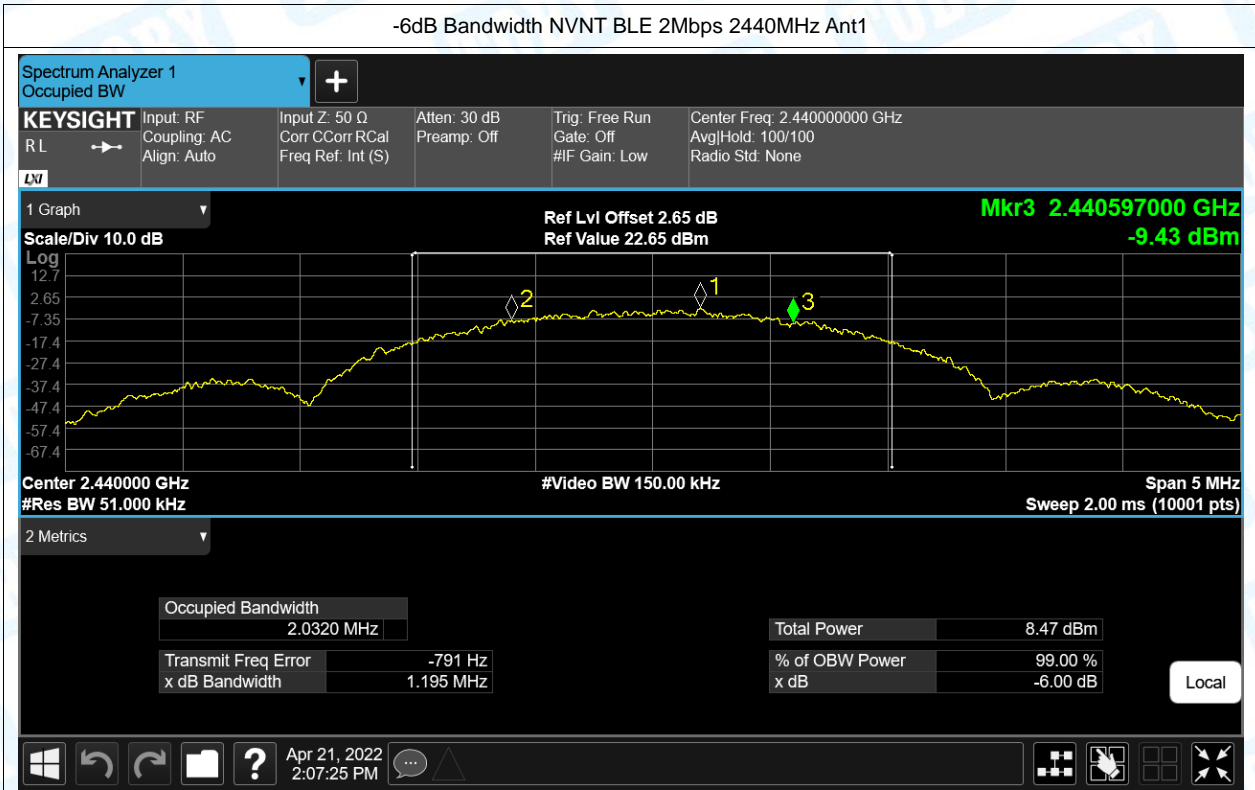 -6dB Bandwidth NVNT BLE 2Mbps 2440MHz Ant1
Spectrum Analyzer 1
Occupied BW
KEYSIGHT
RL
LXI
Input: RF
Coupling: AC
Align: Auto
Input Z: 50 Ω
Corr CCorr RCal
Freq Ref: Int (S)
Atten: 30 dB
Preamp: Off
Trig: Free Run
Gate: Off
#IF Gain: Low
Center Freq: 2.440000000 GHz
Avg|Hold: 100/100
Radio Std: None
1 Graph
Scale/Div 10.0 dB
Ref Lvl Offset 2.65 dB
Ref Value 22.65 dBm
Mkr3 2.440597000 GHz
-9.43 dBm
Log
12.7
2.65
-7.35
-17.4
-27.4
-37.4
-47.4
-57.4
-67.4
2
1
3
Center 2.440000 GHz
#Res BW 51.000 kHz
#Video BW 150.00 kHz
Span 5 MHz
Sweep 2.00 ms (10001 pts)
2 Metrics
Occupied Bandwidth
2.0320 MHz
Transmit Freq Error -791 Hz
x dB Bandwidth 1.195 MHz
Total Power 8.47 dBm
% of OBW Power 99.00 %
x dB -6.00 dB
Local
?
Apr 21, 2022
2:07:25 PM